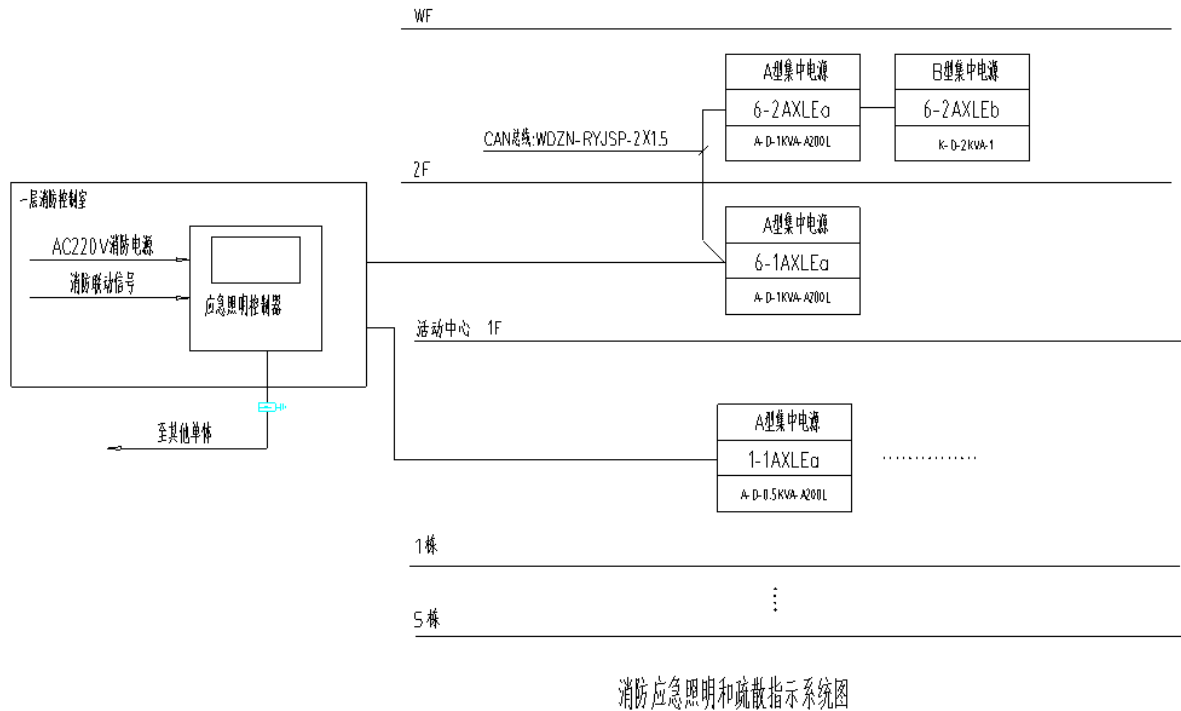 WF
A型集中电源
B型集中电源
6-2AXLEa
6-2AXLEb
CAN总线:WDZN-RYJSP-2X1.5
A-D-1KVA-A200L
K-D-2KVA-1
2F
一层消防控制室
A型集中电源
AC220V消防电源
6-1AXLEa
消防联动信号
A-D-1KVA-A200L
应急照明控制器
活动中心 1F
A型集中电源
至其他单体
1-1AXLEa
A-D-0.5KVA-A200L
1栋
5栋
消防应急照明和疏散指示系统图